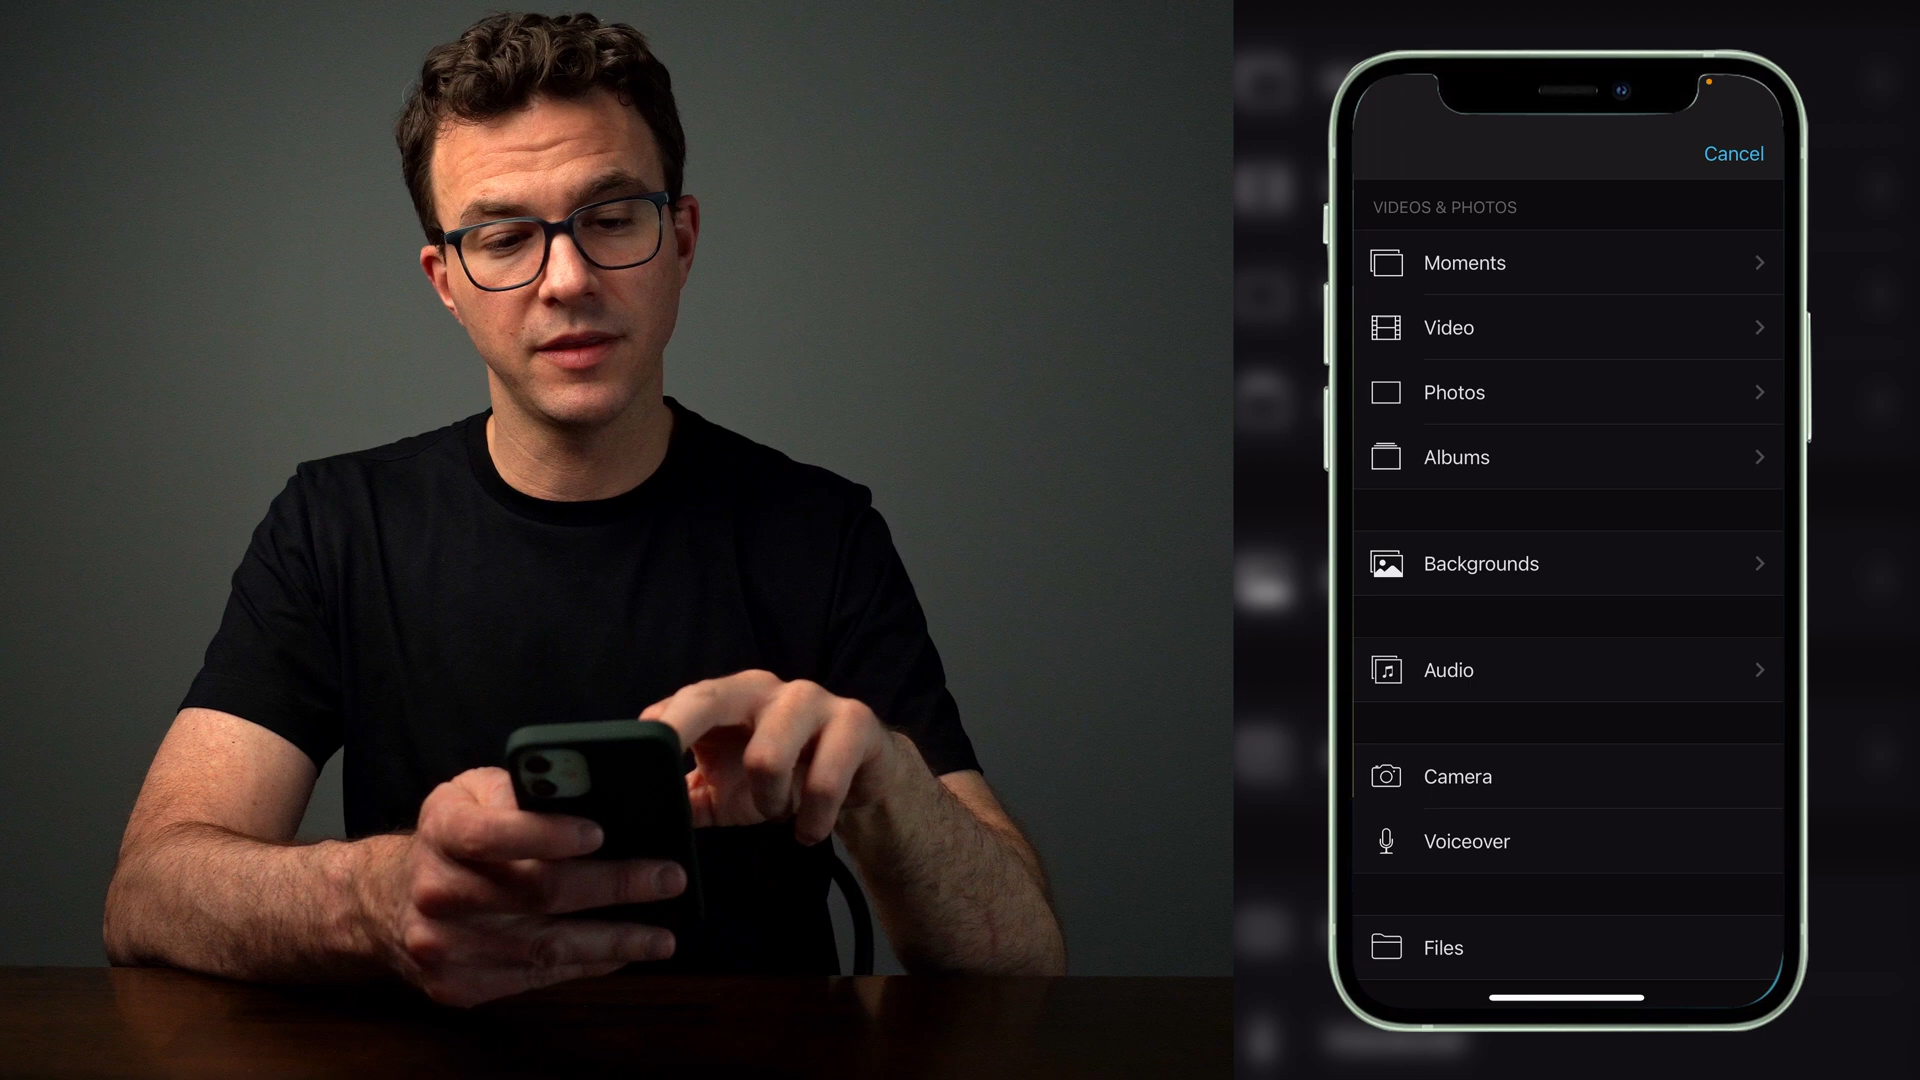 Cancel
VIDEOS & PHOTOS
Moments
Video
Photos
Albums
Backgrounds
Audio
Camera
Voiceover
Files